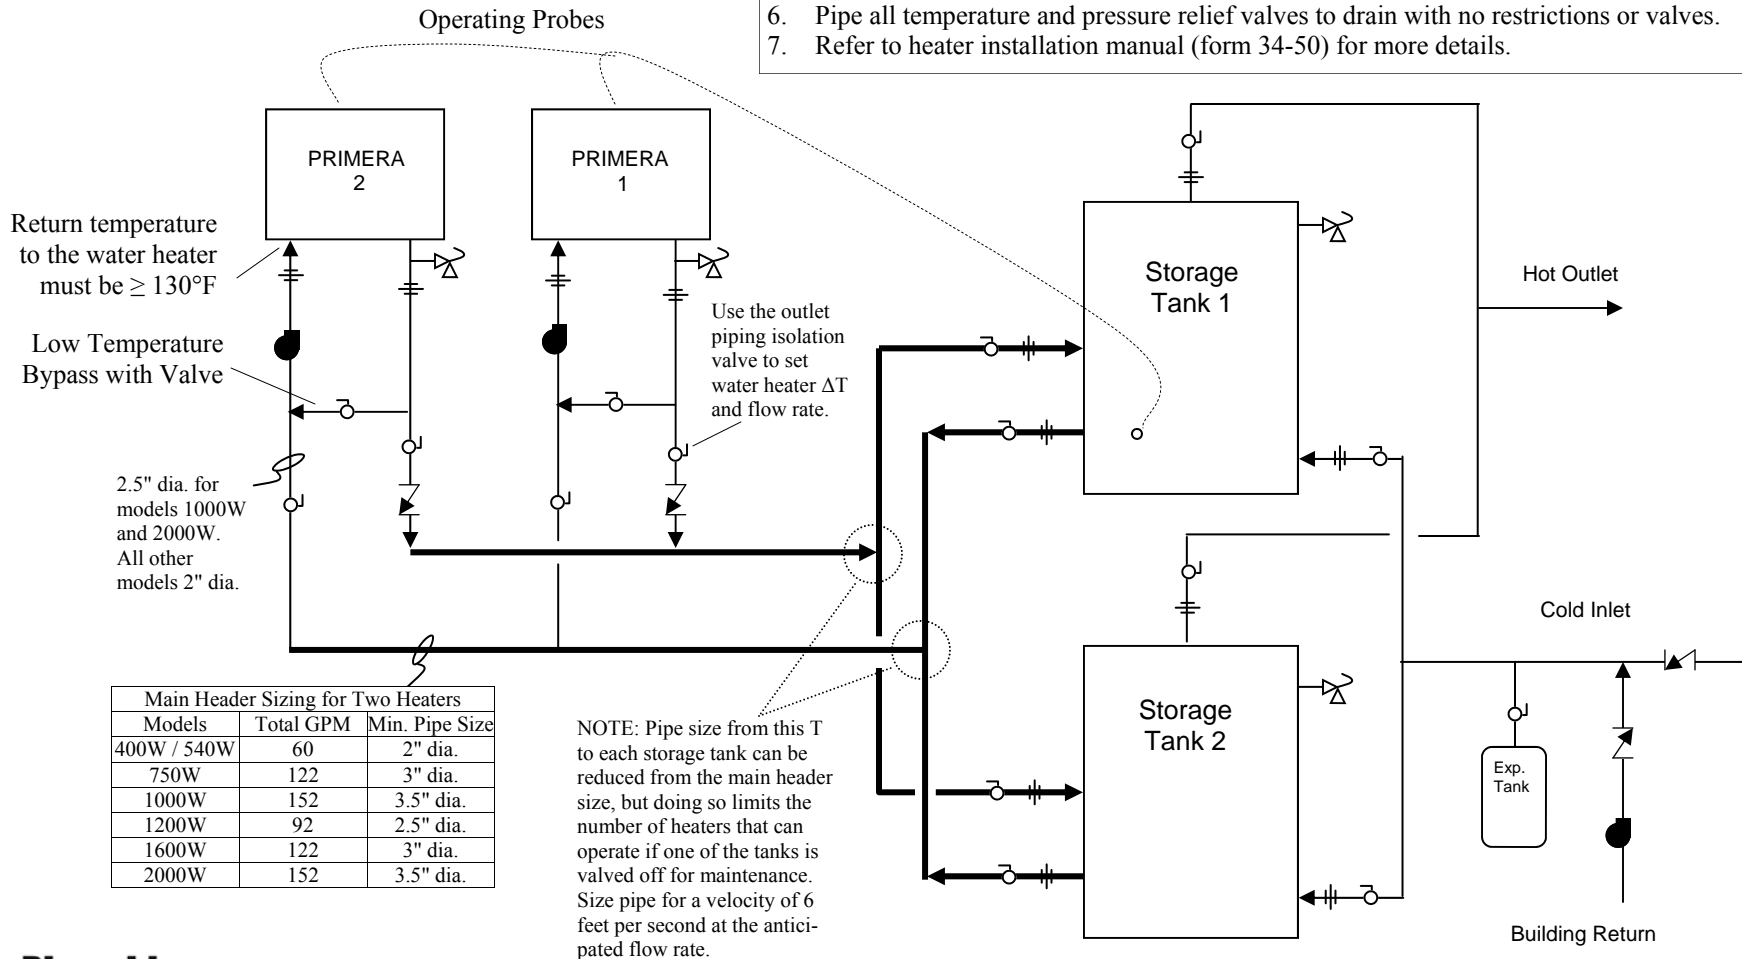 Operating Probes
6. Pipe all temperature and pressure relief valves to drain with no restrictions or valves.
7. Refer to heater installation manual (form 34-50) for more details.
PRIMERA
2
PRIMERA
1
Return temperature
to the water heater
must be ≥ 130°F
Low Temperature
Bypass with Valve
Use the outlet
piping isolation
valve to set
water heater ΔT
and flow rate.
2.5" dia. for
models 1000W
and 2000W.
All other
models 2" dia.
Storage
Tank 1
Hot Outlet
Cold Inlet
Storage
Tank 2
Exp.
Tank
Building Return
Main Header Sizing for Two Heaters
Models Total GPM Min. Pipe Size
400W / 540W 60 2" dia.
750W 122 3" dia.
1000W 152 3.5" dia.
1200W 92 2.5" dia.
1600W 122 3" dia.
2000W 152 3.5" dia.
NOTE: Pipe size from this T
to each storage tank can be
reduced from the main header
size, but doing so limits the
number of heaters that can
operate if one of the tanks is
valved off for maintenance.
Size pipe for a velocity of 6
feet per second at the antici-
pated flow rate.